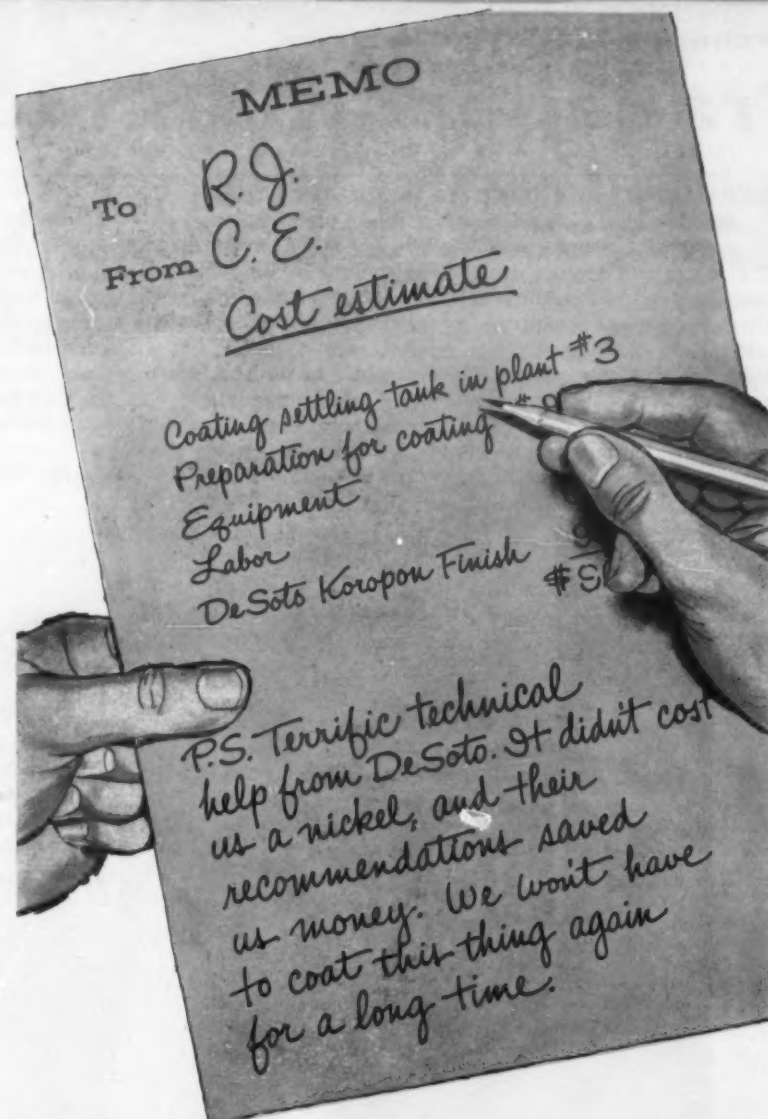 MEMO
To R.J.
From C. E.
Cost estimate
Coating settling tank in plant #3
Preparation for coating
Equipment
Labor
DeSoto Koropon Finish
P.S. Terrific technical
help from DeSoto. It didn't cost
us a nickel, and their
recommendations saved
us money. We won't have
to coat this thing again
for a long time.